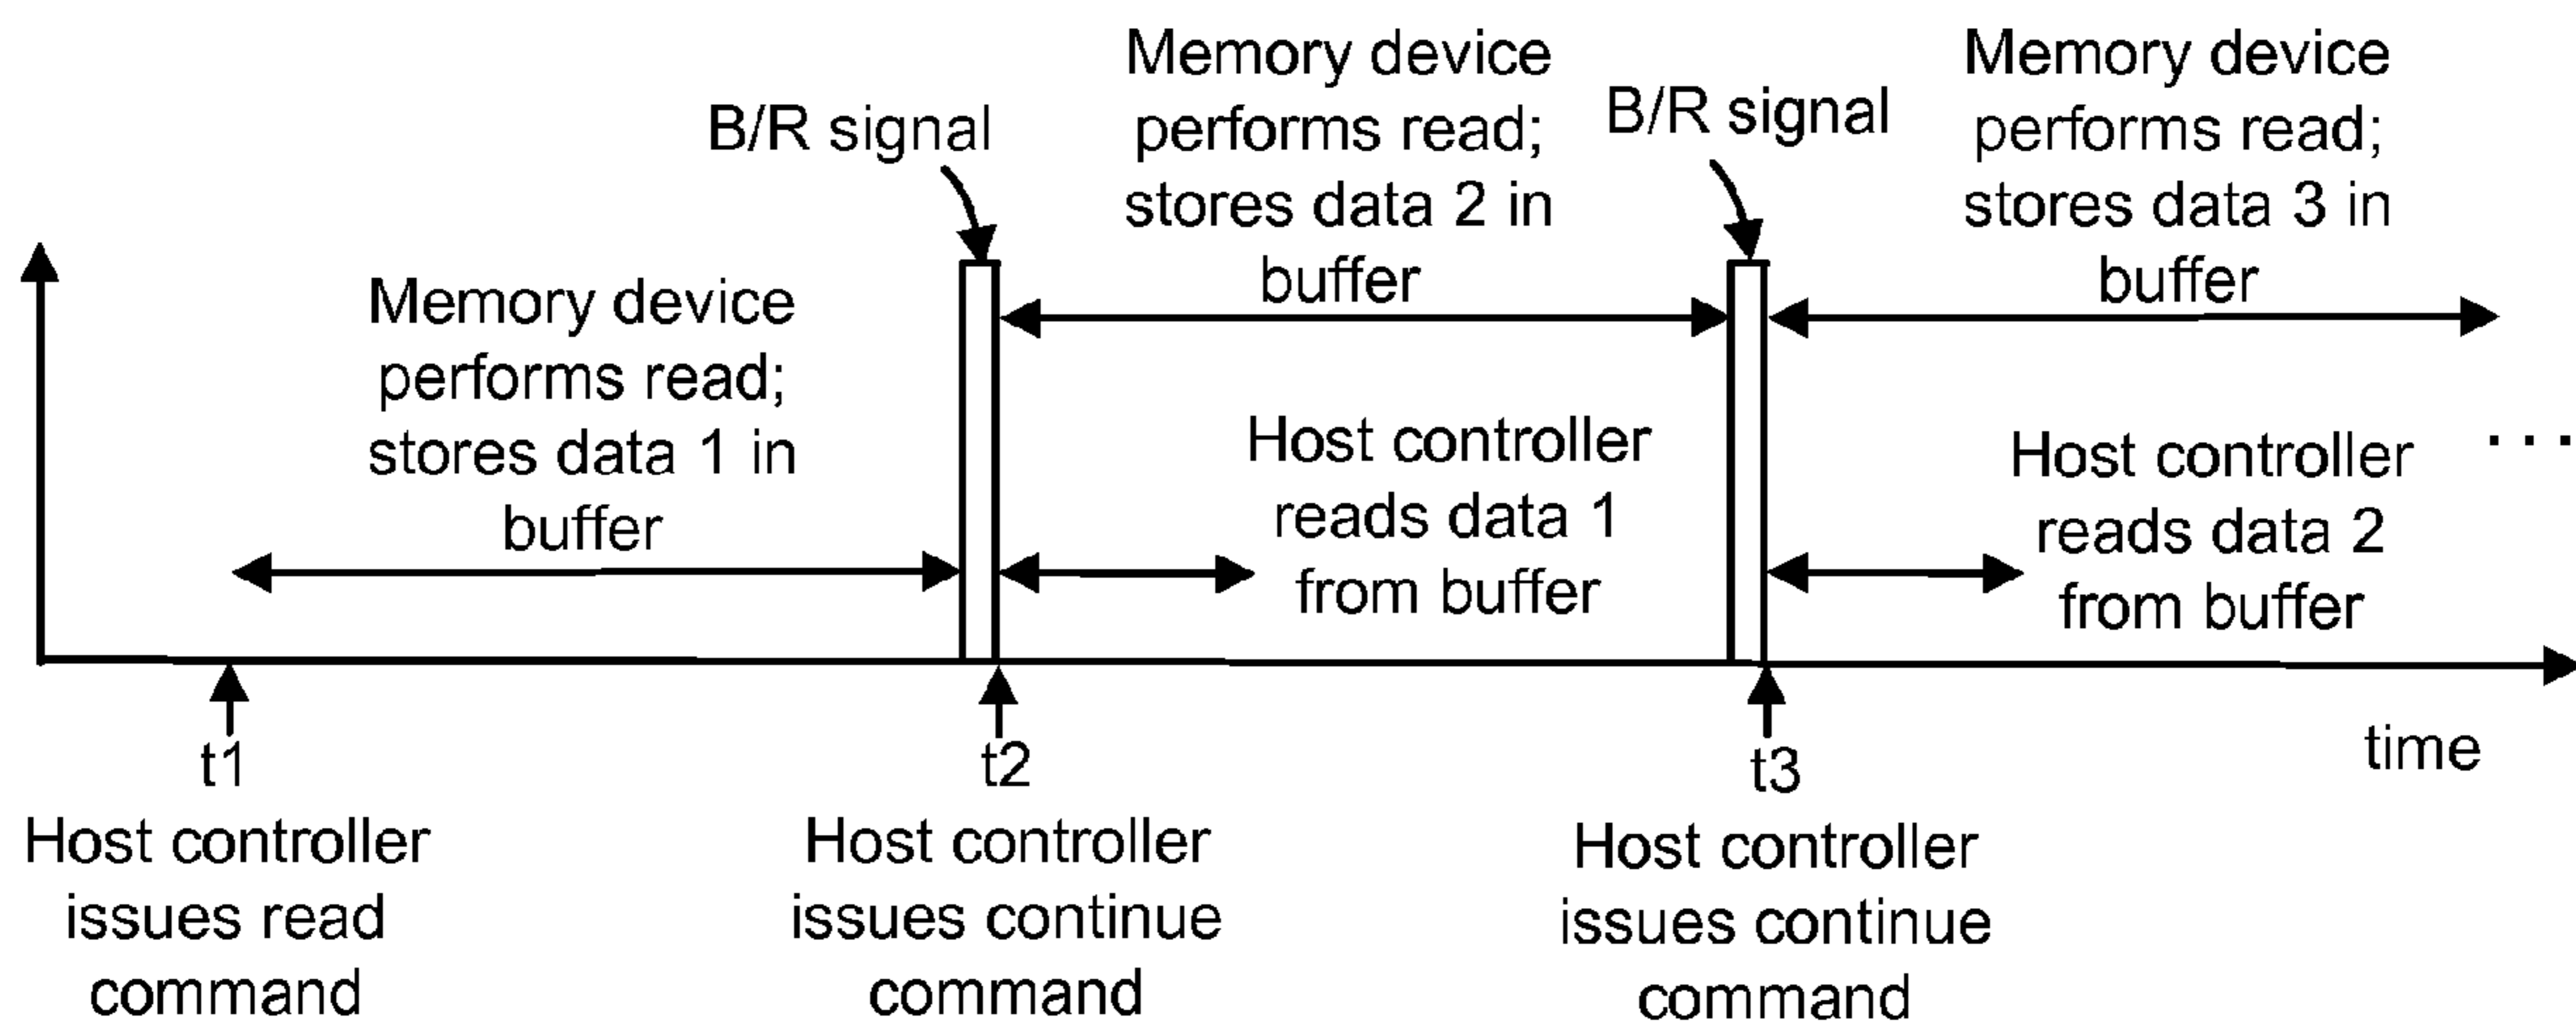 Memory device
performs read;
stores data 1 in
buffer
B/R signal
Memory device
performs read;
stores data 2 in
buffer
Host controller
reads data 1
from buffer
B/R signal
Memory device
performs read;
stores data 3 in
buffer
Host controller
reads data 2
from buffer
...
t1
Host controller
issues read
command
t2
Host controller
issues continue
command
t3
Host controller
issues continue
command
time